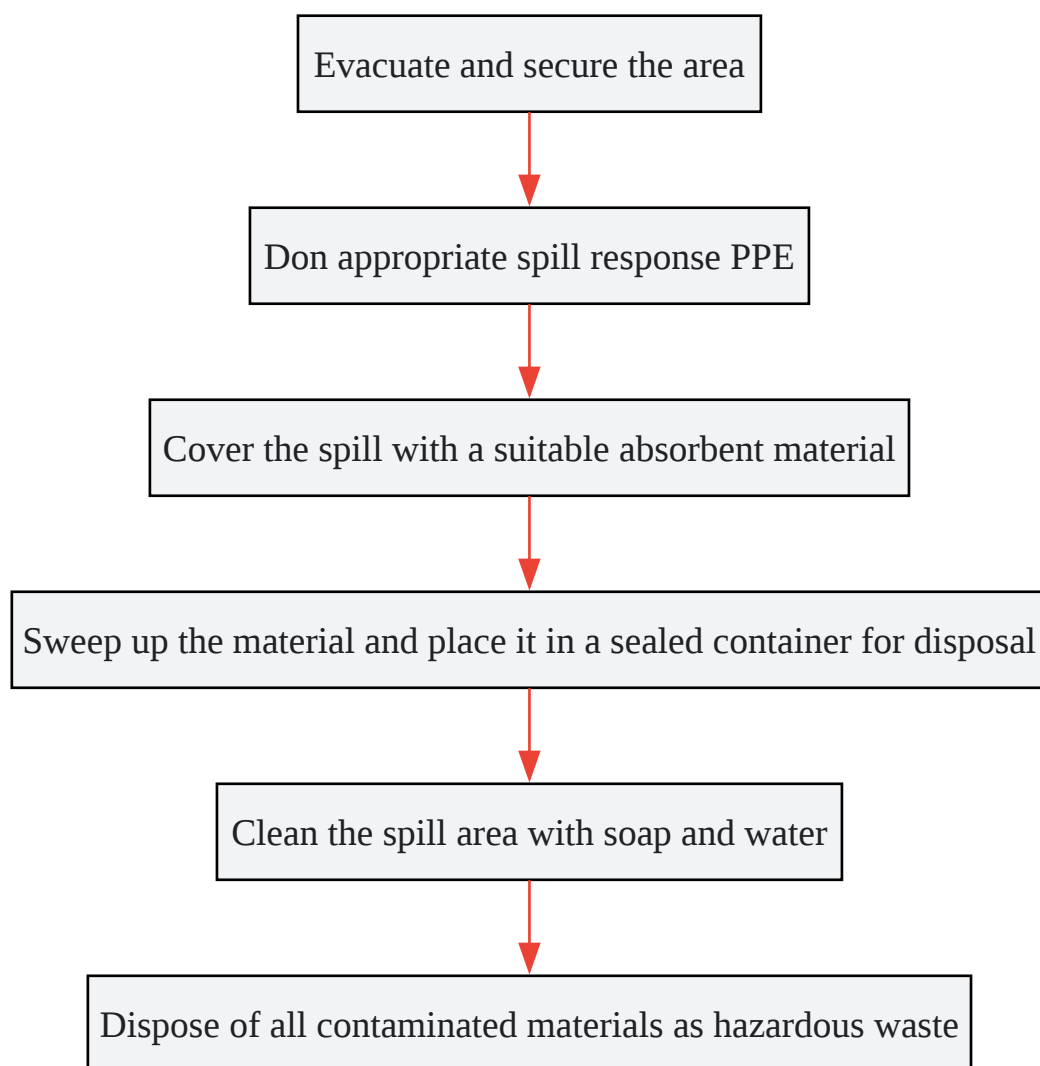 Evacuate and secure the area
Don appropriate spill response PPE
Cover the spill with a suitable absorbent material
Sweep up the material and place it in a sealed container for disposal
Clean the spill area with soap and water
Dispose of all contaminated materials as hazardous waste